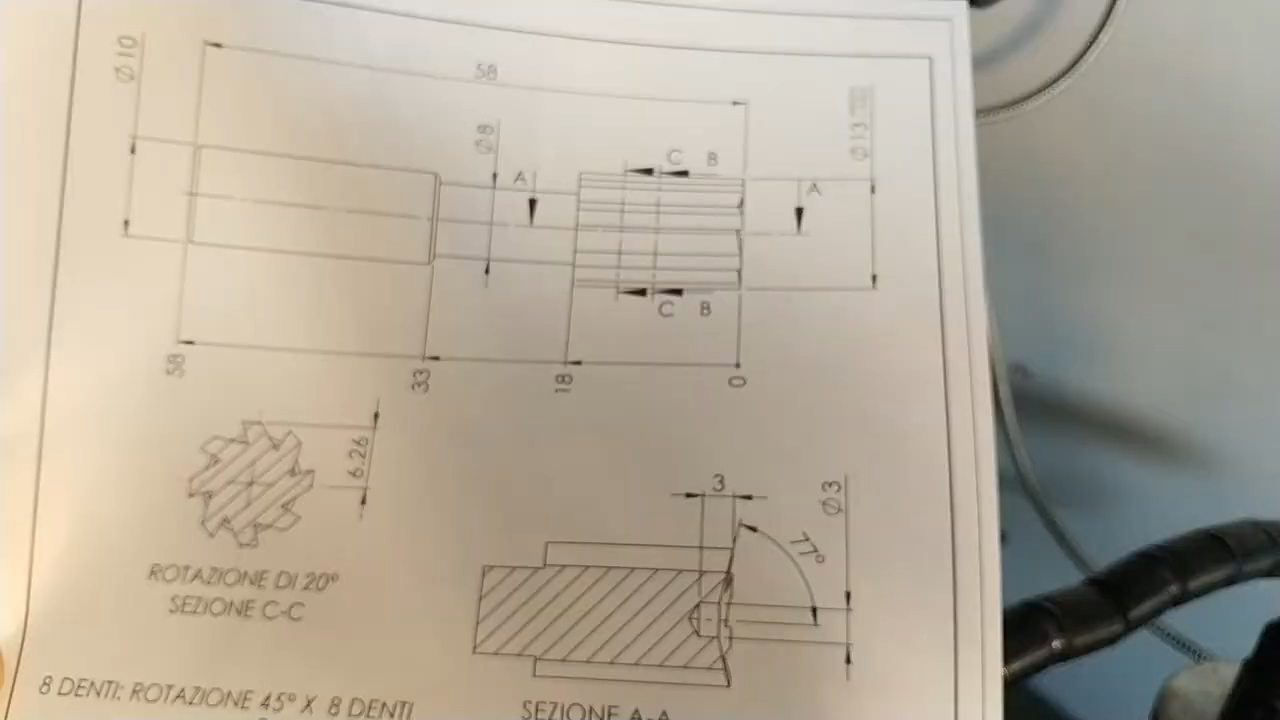 Ø10
58
Ø8
Ø13
A
C B
A
C B
58
33
18
0
6.26
3
Ø3
77°
ROTAZIONE DI 20°
SEZIONE C-C
8 DENTI: ROTAZIONE 45° X 8 DENTI
SEZIONE A-A